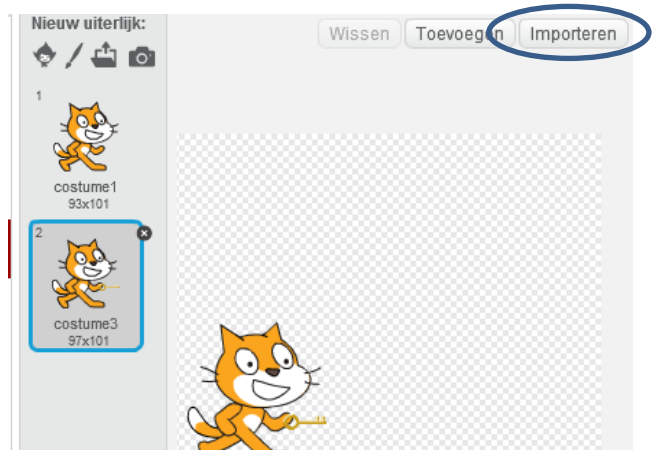 Nieuw uiterlijk:
Wissen Toevoegen Importeren
1
costume1
93x101
2
costume3
97x101